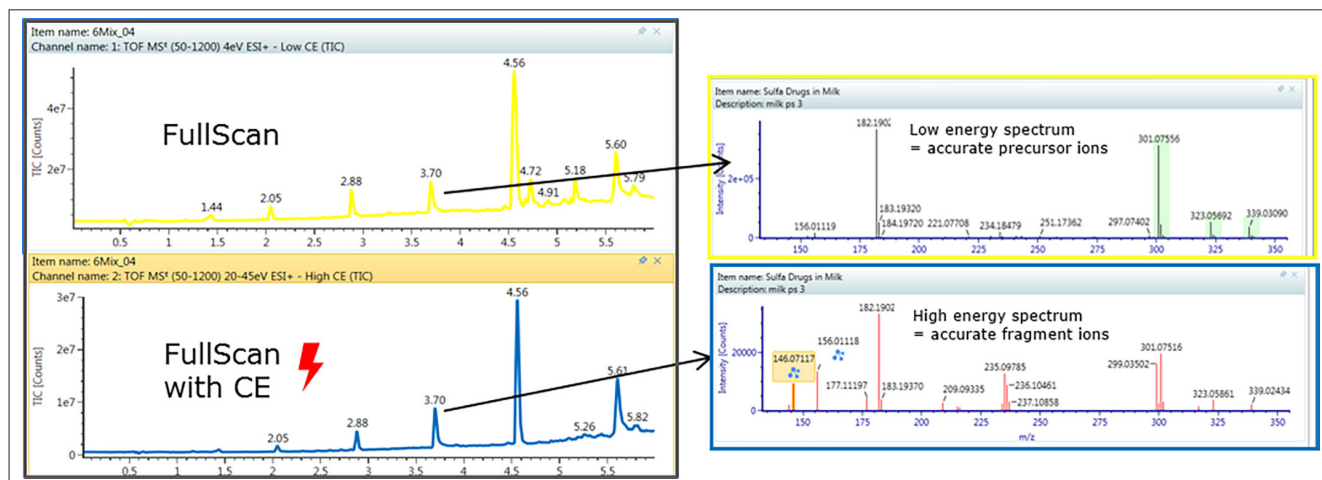 Item name: 6Mix_04
Channel name: 1: TOF MSᴱ (50-1200) 4eV ESI+ - Low CE (TIC)
TIC [Counts]
4e7
2e7
FullScan
1.44
2.05
2.88
3.70
4.56
4.72
4.91
5.18
5.60
5.79
0.5 1 1.5 2 2.5 3 3.5 4 4.5 5 5.5
Item name: 6Mix_04
Channel name: 2: TOF MSᴱ (50-1200) 20-45eV ESI+ - High CE (TIC)
TIC [Counts]
3e7
2e7
1e7
0
FullScan
with CE
2.05
2.88
3.70
4.56
5.26
5.61
5.82
0.5 1 1.5 2 2.5 3 3.5 4 4.5 5 5.5
Item name: Sulfa Drugs in Milk
Description: milk ps 3
Intensity [Counts]
2e+05
0
Low energy spectrum
= accurate precursor ions
156.01119
182.1902
183.19320
184.19720
221.07708
234.18479
251.17362
297.07402
301.07556
323.05692
339.03090
150 175 200 225 250 275 300 325 350
Item name: Sulfa Drugs in Milk
Description: milk ps 3
Intensity [Counts]
20000
0
High energy spectrum
= accurate fragment ions
146.07117
156.01118
177.11197
182.1902
183.19370
209.09335
235.09785
236.10461
237.10858
299.03502
301.07516
323.05861
339.02434
150 175 200 225 250 275 300 325 350
m/z